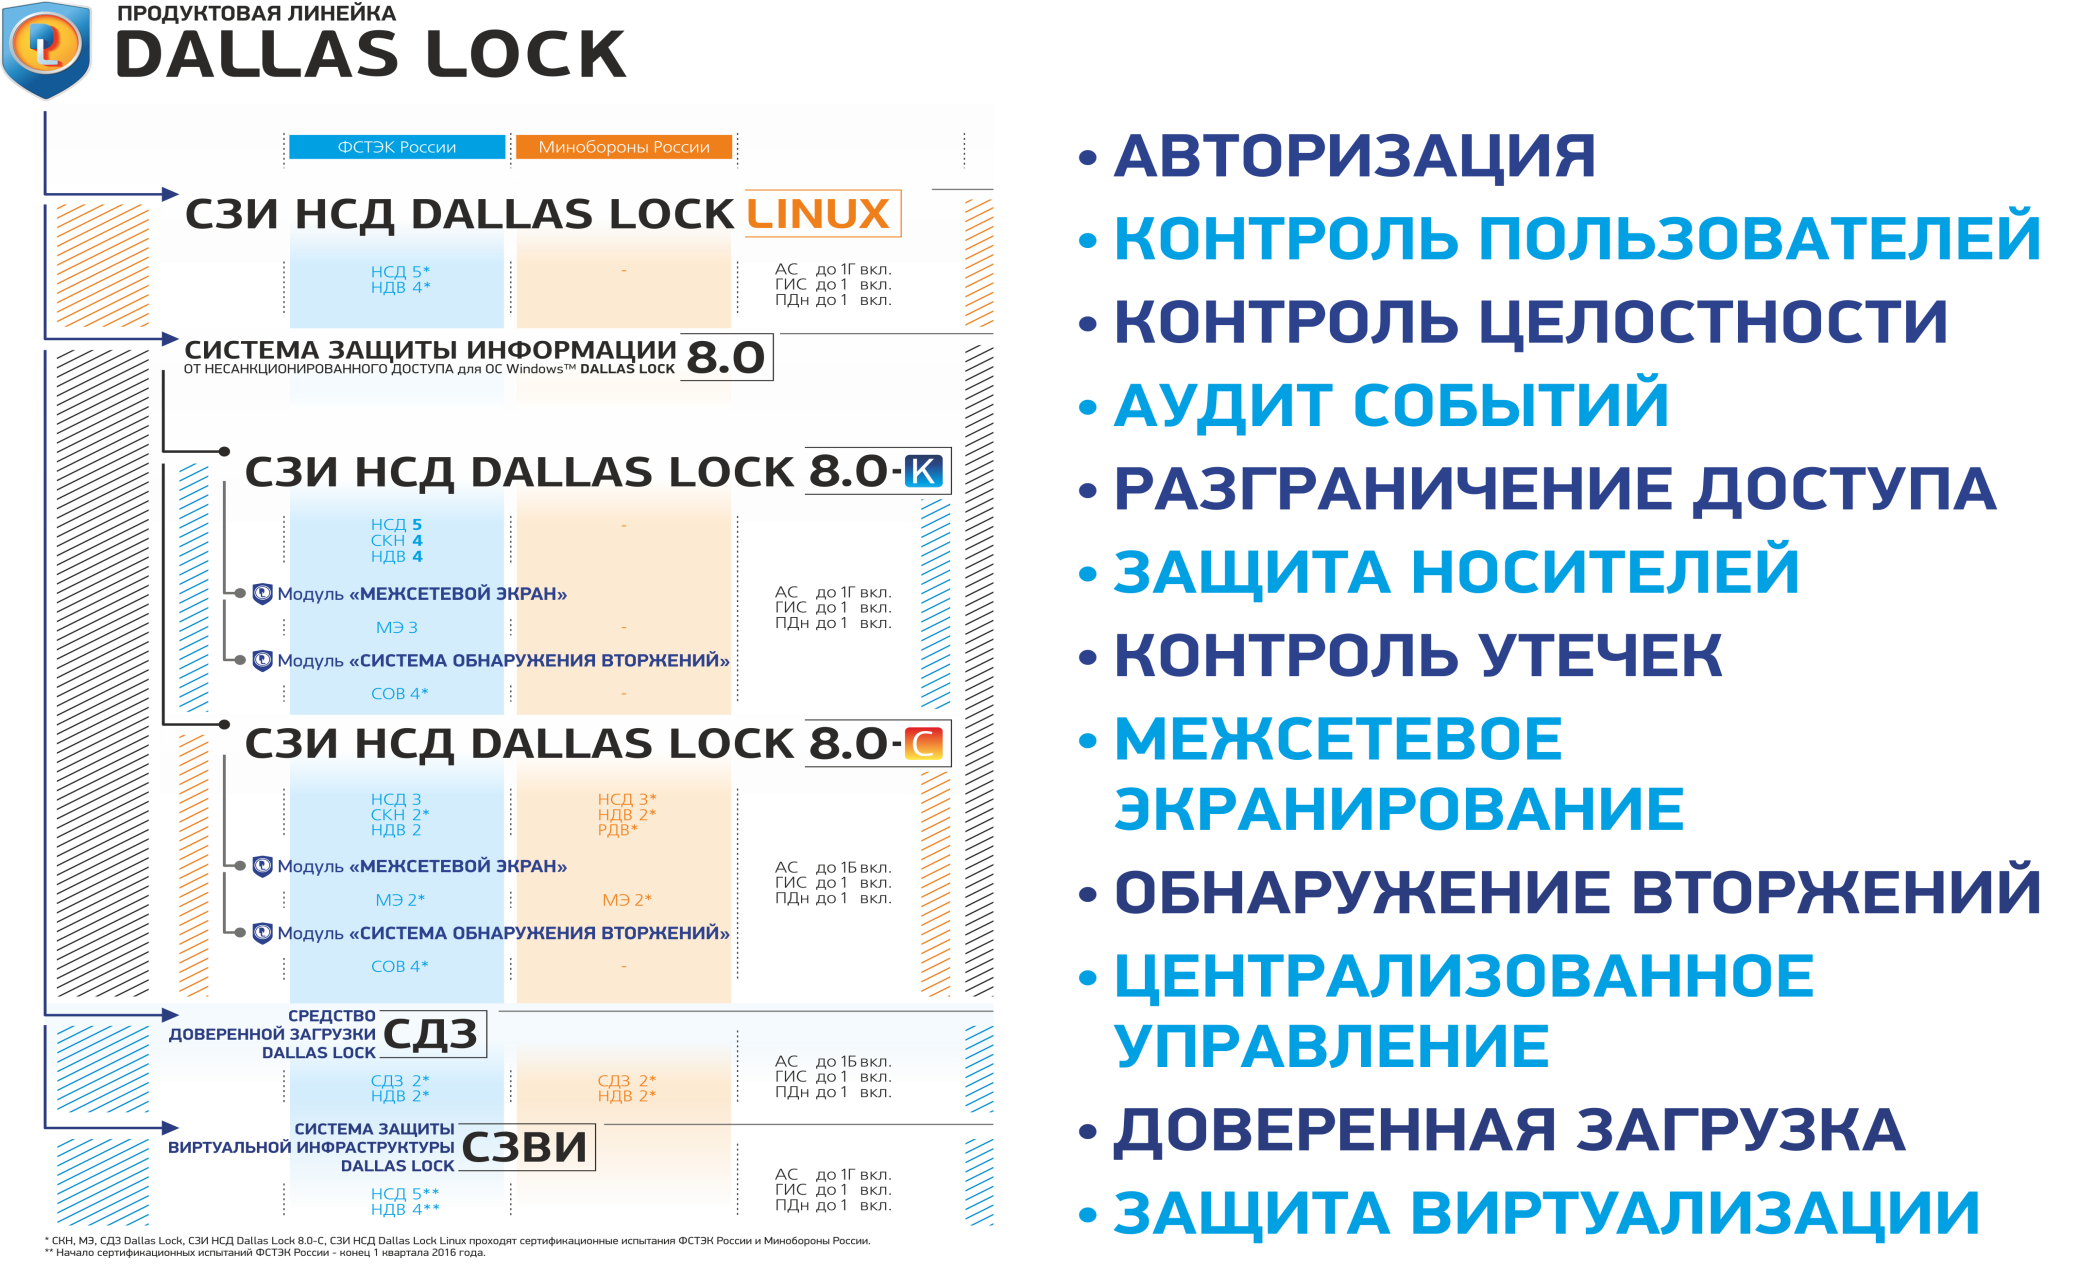 ПРОДУКТОВАЯ ЛИНЕЙКА
DALLAS LOCK
ФСТЭК России
Минобороны России
СЗИ НСД DALLAS LOCK LINUX
НСД 5*
НДВ 4*
-
АС до 1Г вкл.
ГИС до 1 вкл.
ПДн до 1 вкл.
СИСТЕМА ЗАЩИТЫ ИНФОРМАЦИИ 8.0
ОТ НЕСАНКЦИОНИРОВАННОГО ДОСТУПА для ОС Windows™ DALLAS LOCK
СЗИ НСД DALLAS LOCK 8.0-К
НСД 5
СКН 4
НДВ 4
-
Модуль «МЕЖСЕТЕВОЙ ЭКРАН»
МЭ 3
-
Модуль «СИСТЕМА ОБНАРУЖЕНИЯ ВТОРЖЕНИЙ»
СОВ 4*
-
АС до 1Г вкл.
ГИС до 1 вкл.
ПДн до 1 вкл.
СЗИ НСД DALLAS LOCK 8.0-С
НСД 3
СКН 2*
НДВ 2
НСД 3*
НДВ 2*
РДВ*
Модуль «МЕЖСЕТЕВОЙ ЭКРАН»
МЭ 2*
МЭ 2*
Модуль «СИСТЕМА ОБНАРУЖЕНИЯ ВТОРЖЕНИЙ»
СОВ 4*
-
АС до 1Б вкл.
ГИС до 1 вкл.
ПДн до 1 вкл.
СРЕДСТВО
ДОВЕРЕННОЙ ЗАГРУЗКИ
DALLAS LOCK
СДЗ
СДЗ 2*
НДВ 2*
СДЗ 2*
НДВ 2*
АС до 1Б вкл.
ГИС до 1 вкл.
ПДн до 1 вкл.
СИСТЕМА ЗАЩИТЫ
ВИРТУАЛЬНОЙ ИНФРАСТРУКТУРЫ
DALLAS LOCK
СЗВИ
НСД 5**
НДВ 4**
АС до 1Г вкл.
ГИС до 1 вкл.
ПДн до 1 вкл.
* СКН, МЭ, СДЗ Dallas Lock, СЗИ НСД Dallas Lock 8.0-С, СЗИ НСД Dallas Lock Linux проходят сертификационные испытания ФСТЭК России и Минобороны России.
** Начало сертификационных испытаний ФСТЭК России - конец 1 квартала 2016 года.
• АВТОРИЗАЦИЯ
• КОНТРОЛЬ ПОЛЬЗОВАТЕЛЕЙ
• КОНТРОЛЬ ЦЕЛОСТНОСТИ
• АУДИТ СОБЫТИЙ
• РАЗГРАНИЧЕНИЕ ДОСТУПА
• ЗАЩИТА НОСИТЕЛЕЙ
• КОНТРОЛЬ УТЕЧЕК
• МЕЖСЕТЕВОЕ
ЭКРАНИРОВАНИЕ
• ОБНАРУЖЕНИЕ ВТОРЖЕНИЙ
• ЦЕНТРАЛИЗОВАННОЕ
УПРАВЛЕНИЕ
• ДОВЕРЕННАЯ ЗАГРУЗКА
• ЗАЩИТА ВИРТУАЛИЗАЦИИ